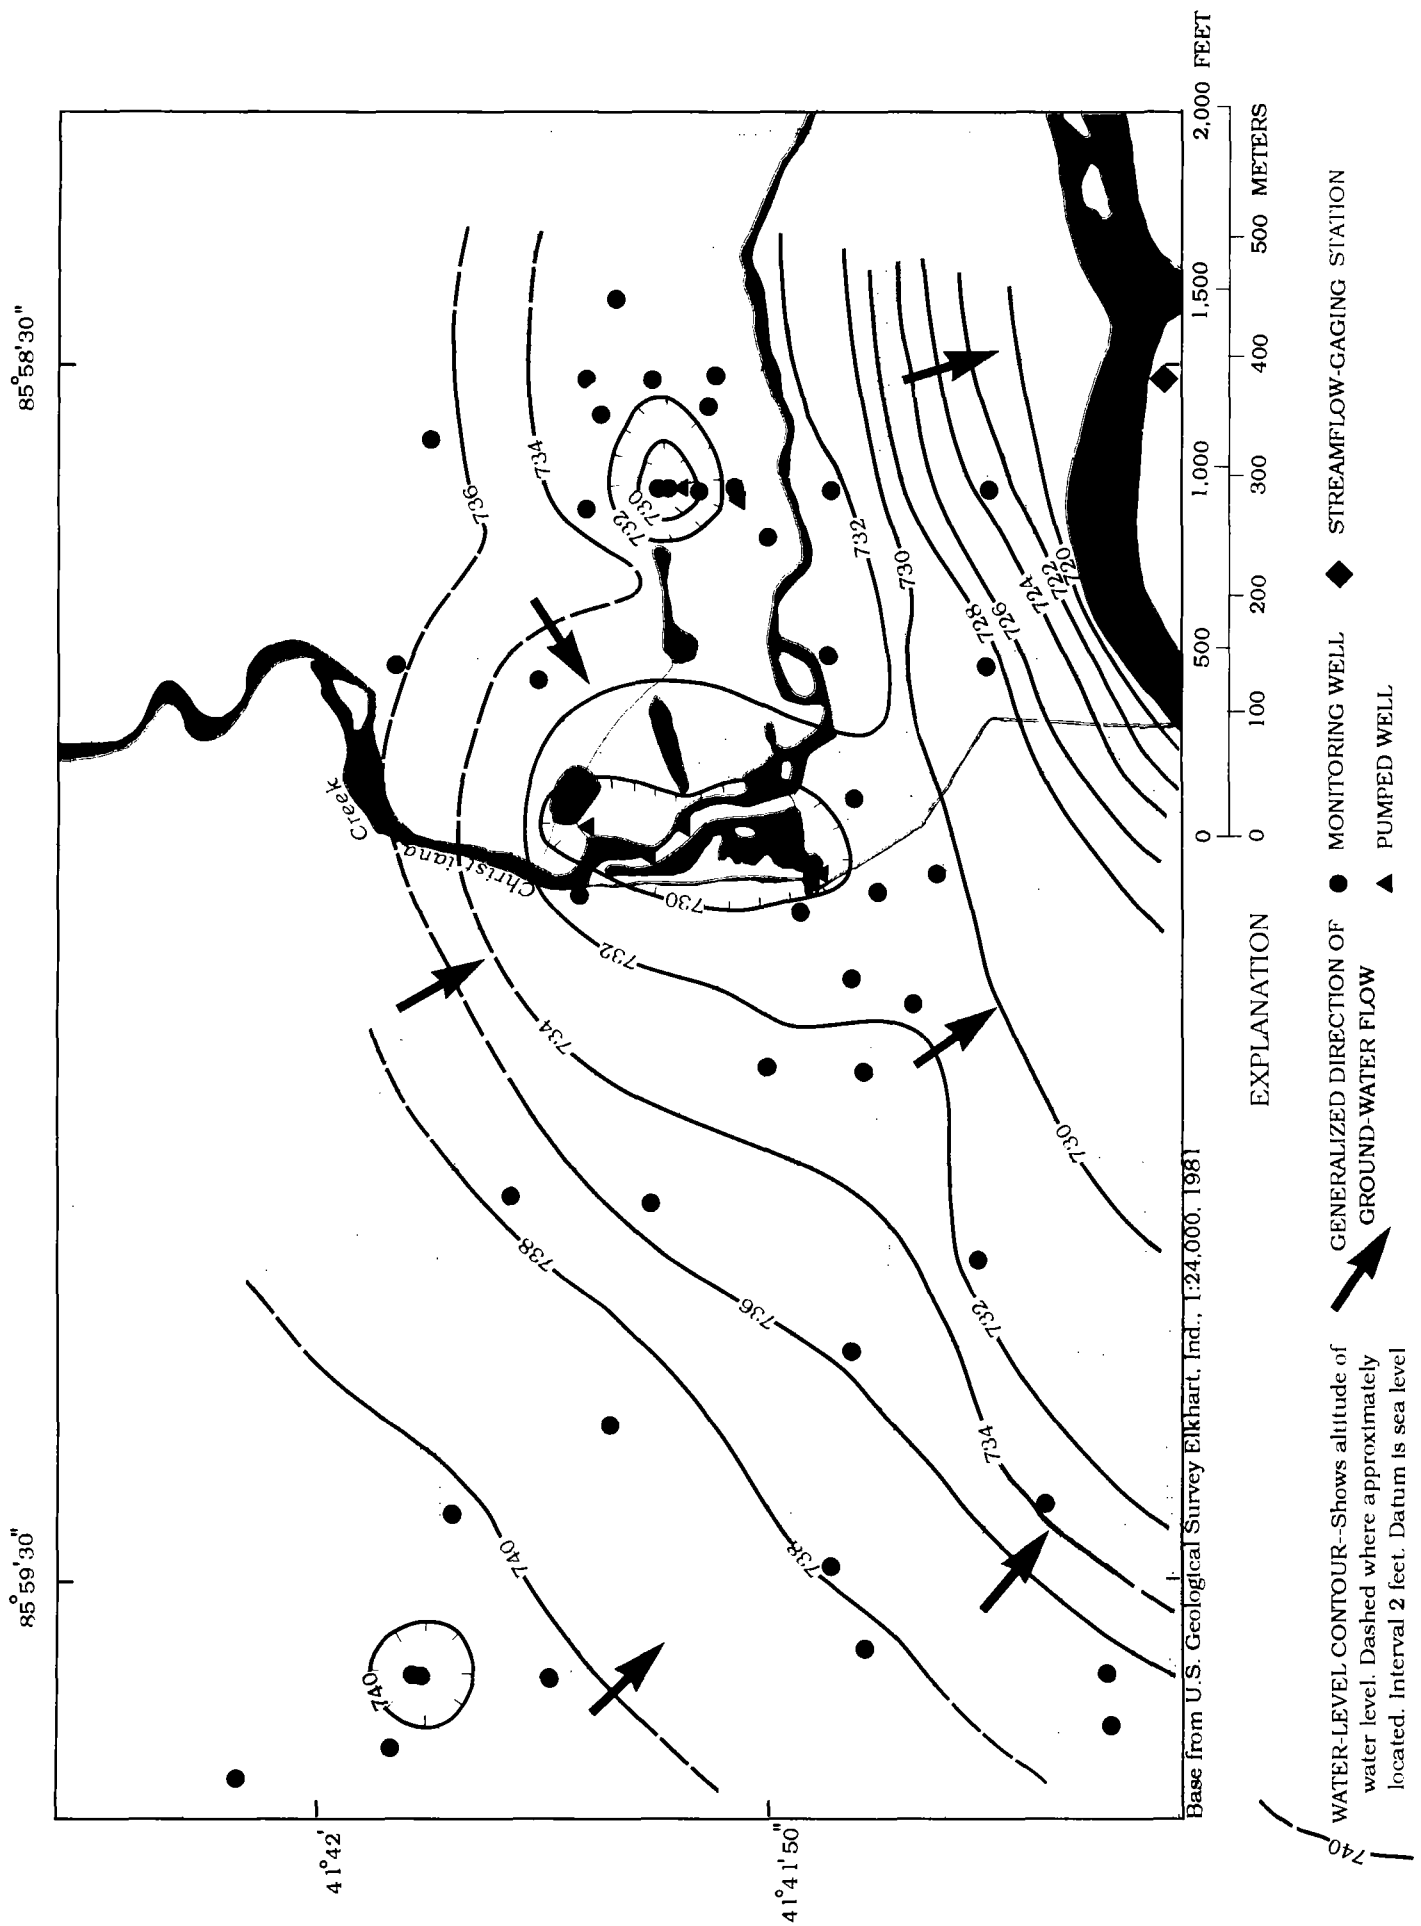 85°59'30"
85°58'30"
41°42'
41°41'50"
Creek
Christiana
740
740
738
738
736
736
736
734
734
734
734
732
732
732
732
732
730
730
730
730
730
728
726
724
722
720
Base from U.S. Geological Survey Elkhart, Ind., 1:24,000, 1981
0 500 1,000 1,500 2,000 FEET
0 100 200 300 400 500 METERS
EXPLANATION
740
WATER-LEVEL CONTOUR--Shows altitude of
water level. Dashed where approximately
located. Interval 2 feet. Datum is sea level
GENERALIZED DIRECTION OF
GROUND-WATER FLOW
MONITORING WELL
PUMPED WELL
STREAMFLOW-GAGING STATION